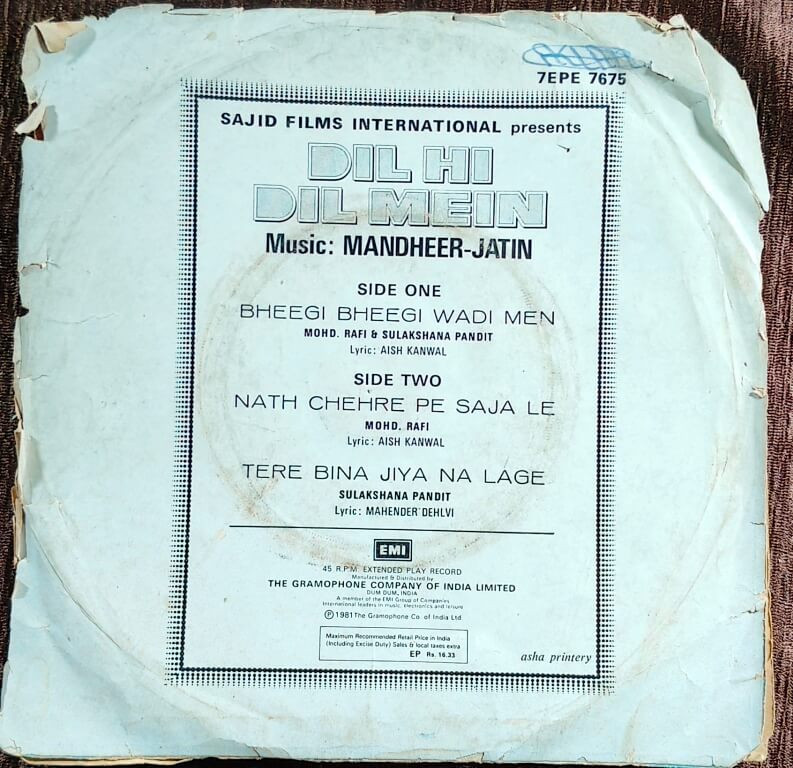 7EPE 7675
SAJID FILMS INTERNATIONAL presents
DIL HI
DIL MEIN
Music: MANDHEER-JATIN
SIDE ONE
BHEEGI BHEEGI WADI MEN
MOHD. RAFI & SULAKSHANA PANDIT
Lyric: AISH KANWAL
SIDE TWO
NATH CHEHRE PE SAJA LE
MOHD. RAFI
Lyric: AISH KANWAL
TERE BINA JIYA NA LAGE
SULAKSHANA PANDIT
Lyric: MAHENDER DEHLVI
EMI
45 R.P.M. EXTENDED PLAY RECORD
Manufactured & Distributed by
THE GRAMOPHONE COMPANY OF INDIA LIMITED
DUM DUM, INDIA
A member of the EMI Group of Companies
International leaders in music, electronics and leisure
℗ 1981 The Gramophone Co. of India Ltd
Maximum Recommended Retail Price in India
(Including Excise Duty) Sales & local taxes extra
EP Rs. 16.33
asha printery